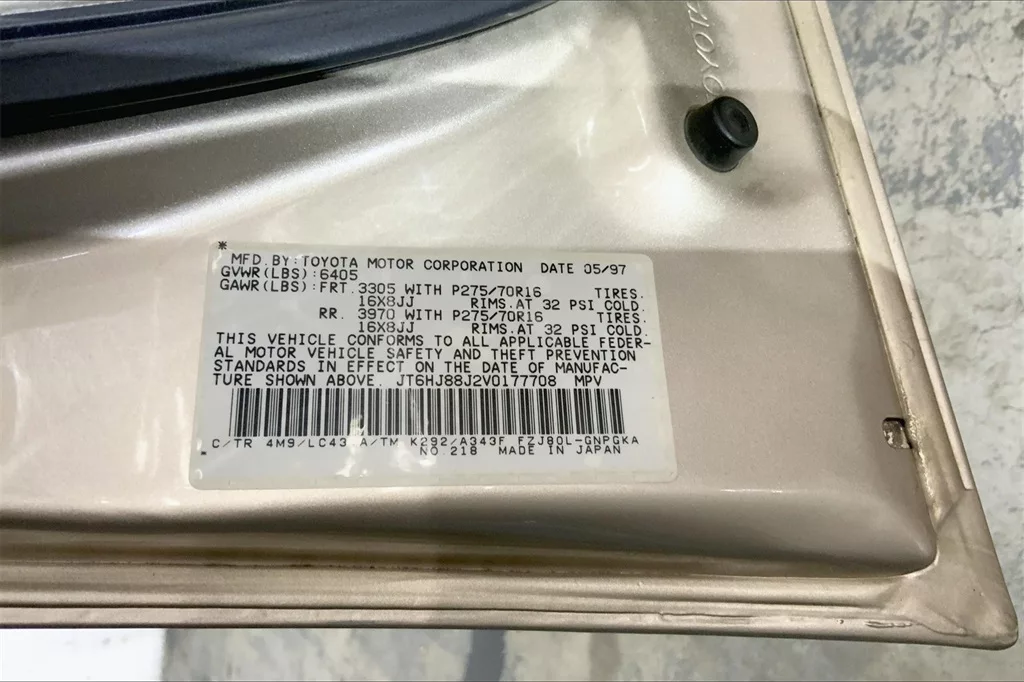 *
MFD.BY:TOYOTA MOTOR CORPORATION DATE 05/97
GVWR(LBS):6405
GAWR(LBS):FRT. 3305 WITH P275/70R16 TIRES.
16X8JJ RIMS.AT 32 PSI COLD.
RR. 3970 WITH P275/70R16 TIRES.
16X8JJ RIMS.AT 32 PSI COLD.
THIS VEHICLE CONFORMS TO ALL APPLICABLE FEDER-
AL MOTOR VEHICLE SAFETY AND THEFT PREVENTION
STANDARDS IN EFFECT ON THE DATE OF MANUFAC-
TURE SHOWN ABOVE. JT6HJ88J2V0177708 MPV
C/TR 4M9/LC43 A/TM K292/A343F FZJ80L-GNPGKA
NO.218 MADE IN JAPAN